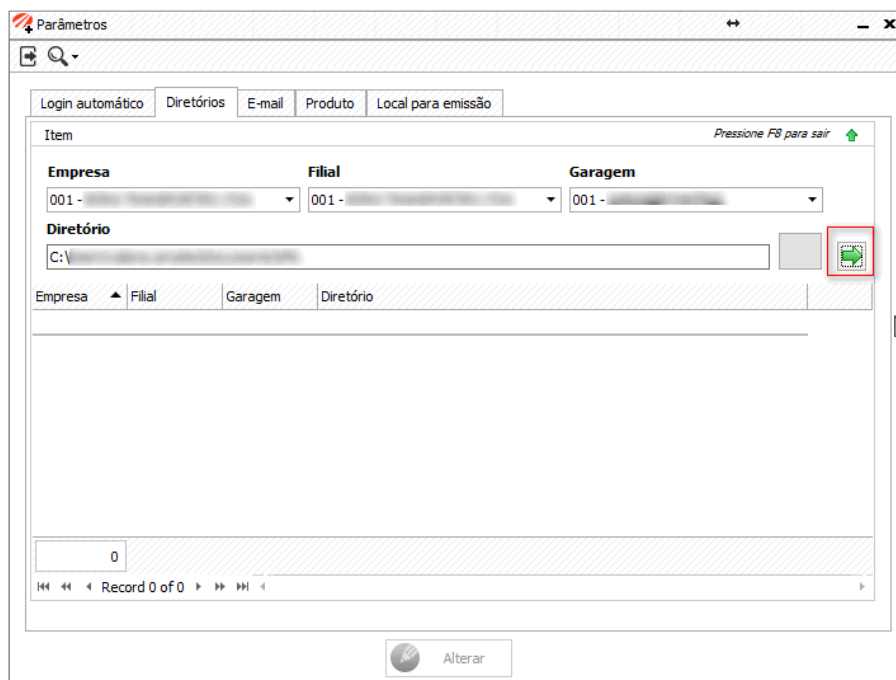 Parâmetros
Login automático Diretórios E-mail Produto Local para emissão
Item Pressione F8 para sair
Empresa Filial Garagem
001 - 001 - 001 -
Diretório
C:\
Empresa Filial Garagem Diretório
0
Record 0 of 0
Alterar